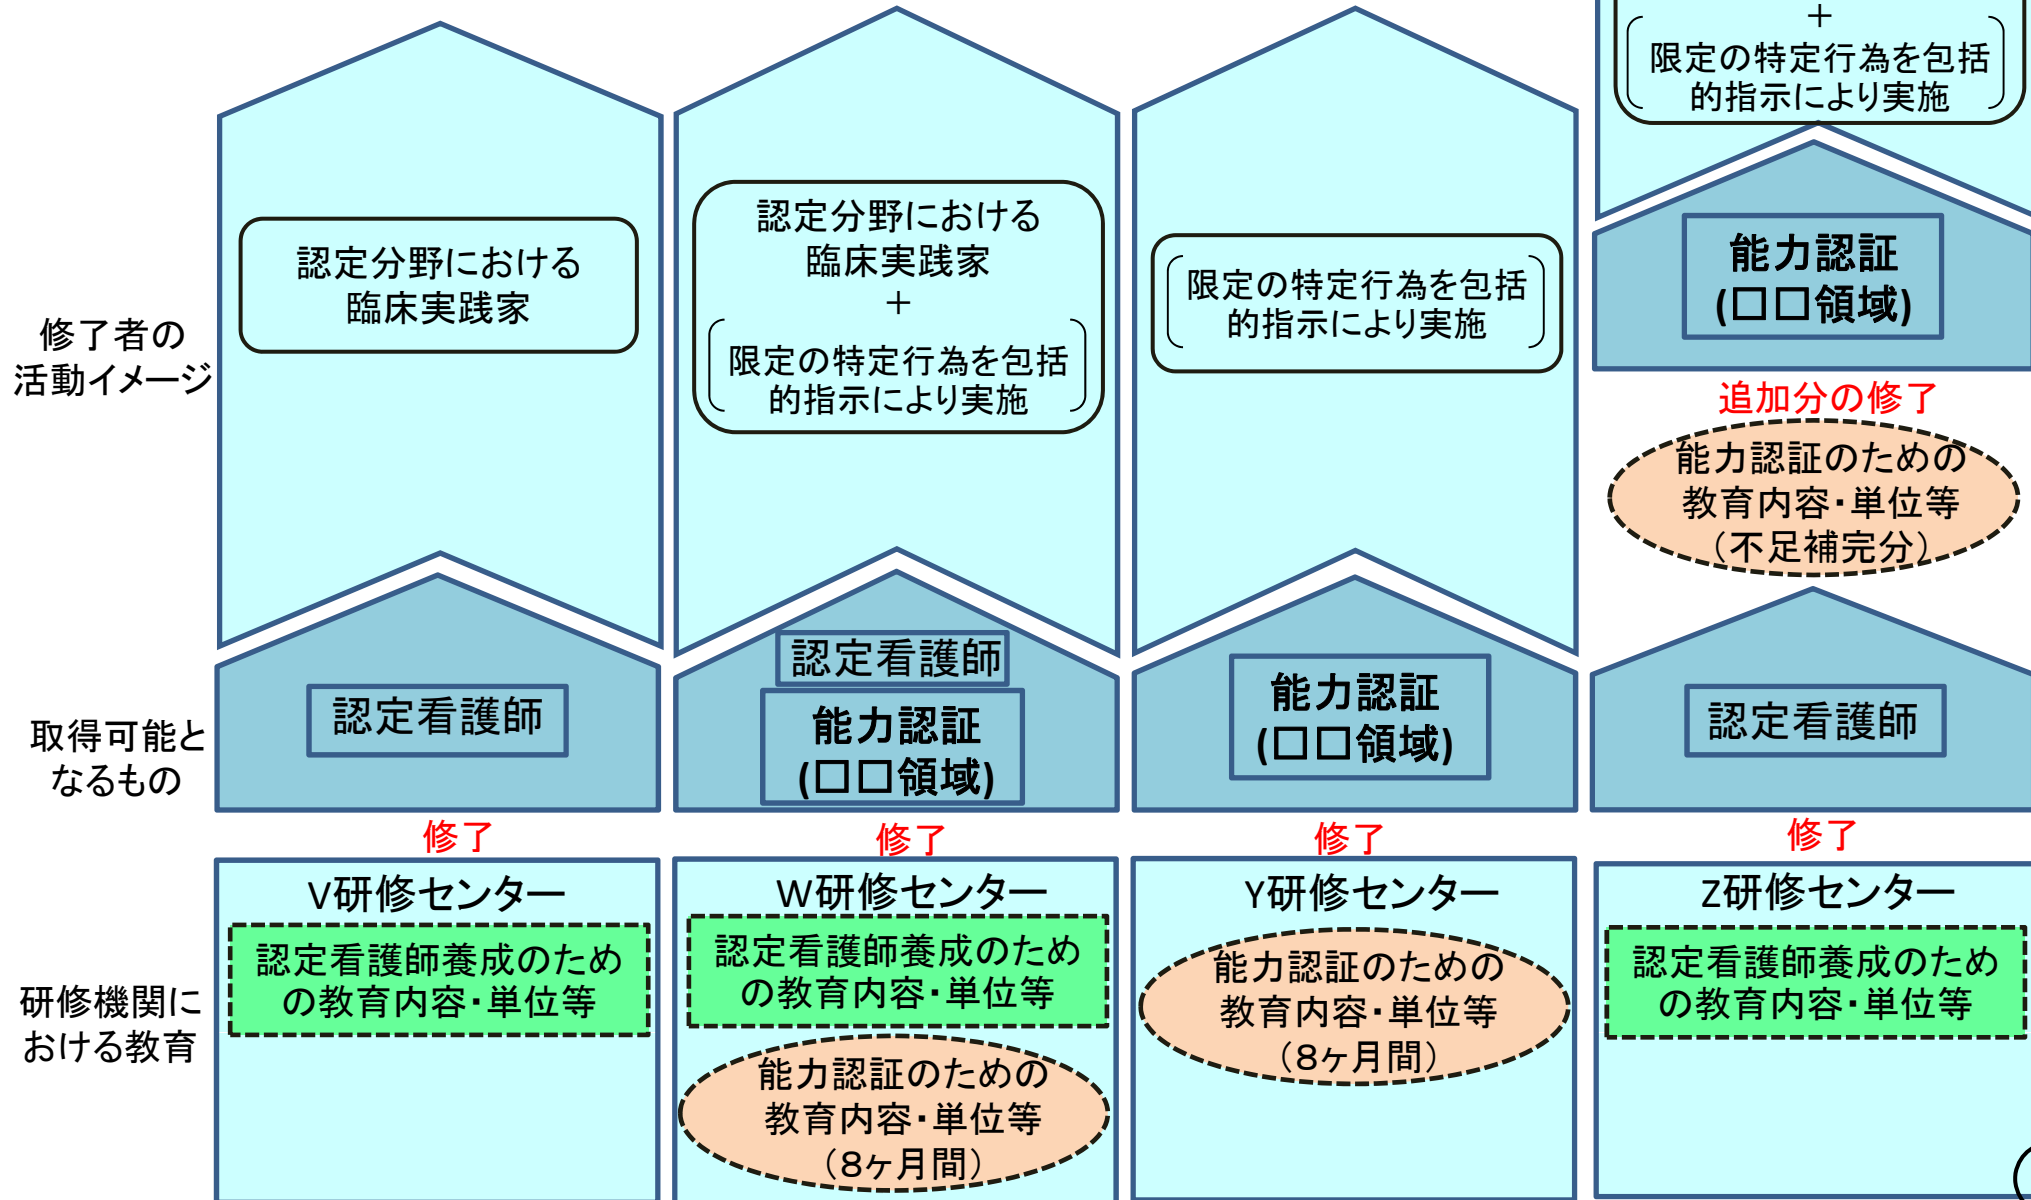 ＋
限定の特定行為を包括
的指示により実施
修了者の
活動イメージ
認定分野における
臨床実践家
認定分野における
臨床実践家
＋
限定の特定行為を包括
的指示により実施
限定の特定行為を包括
的指示により実施
能力認証
(□□領域)
追加分の修了
能力認証のための
教育内容・単位等
（不足補完分）
取得可能と
なるもの
認定看護師
認定看護師
能力認証
(□□領域)
能力認証
(□□領域)
認定看護師
修了
修了
修了
修了
研修機関に
おける教育
V研修センター
認定看護師養成のため
の教育内容・単位等
W研修センター
認定看護師養成のため
の教育内容・単位等
能力認証のための
教育内容・単位等
（8ヶ月間）
Y研修センター
能力認証のための
教育内容・単位等
（8ヶ月間）
Z研修センター
認定看護師養成のため
の教育内容・単位等